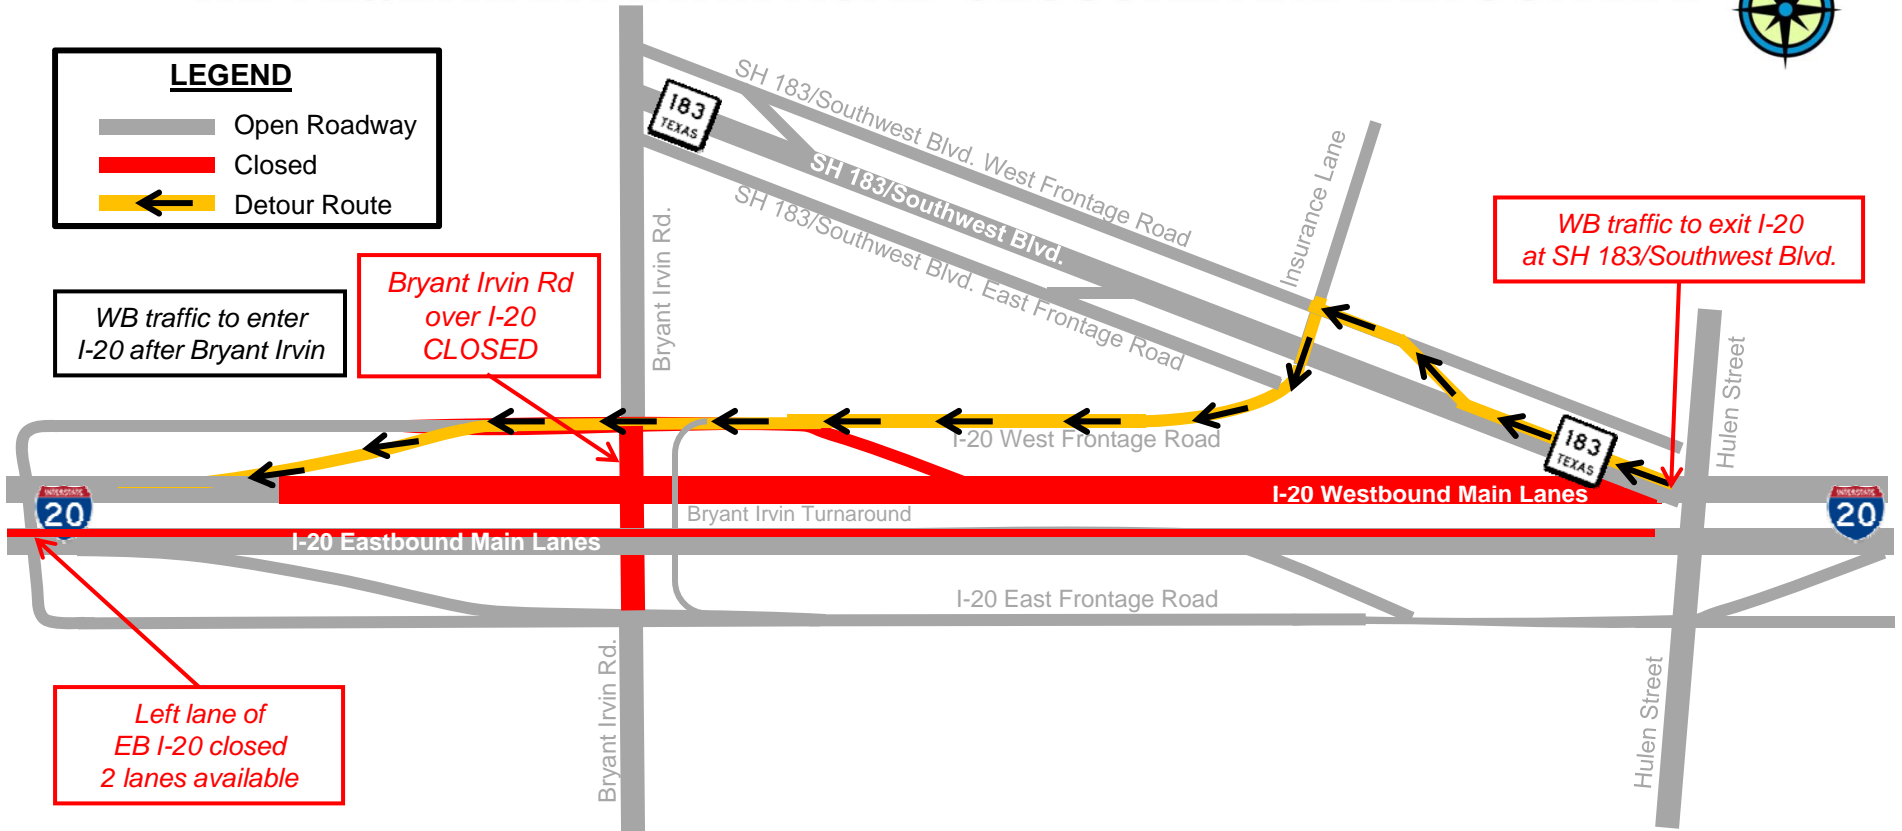 LEGEND
Open Roadway
Closed
Detour Route
WB traffic to enter
I-20 after Bryant Irvin
Bryant Irvin Rd
over I-20
CLOSED
Bryant Irvin Rd.
183
TEXAS
SH 183/Southwest Blvd. West Frontage Road
SH 183/Southwest Blvd.
SH 183/Southwest Blvd. East Frontage Road
Insurance Lane
WB traffic to exit I-20
at SH 183/Southwest Blvd.
Hulen Street
183
TEXAS
I-20 West Frontage Road
I-20 Westbound Main Lanes
INTERSTATE
20
INTERSTATE
20
Bryant Irvin Turnaround
I-20 Eastbound Main Lanes
I-20 East Frontage Road
Left lane of
EB I-20 closed
2 lanes available
Bryant Irvin Rd.
Hulen Street